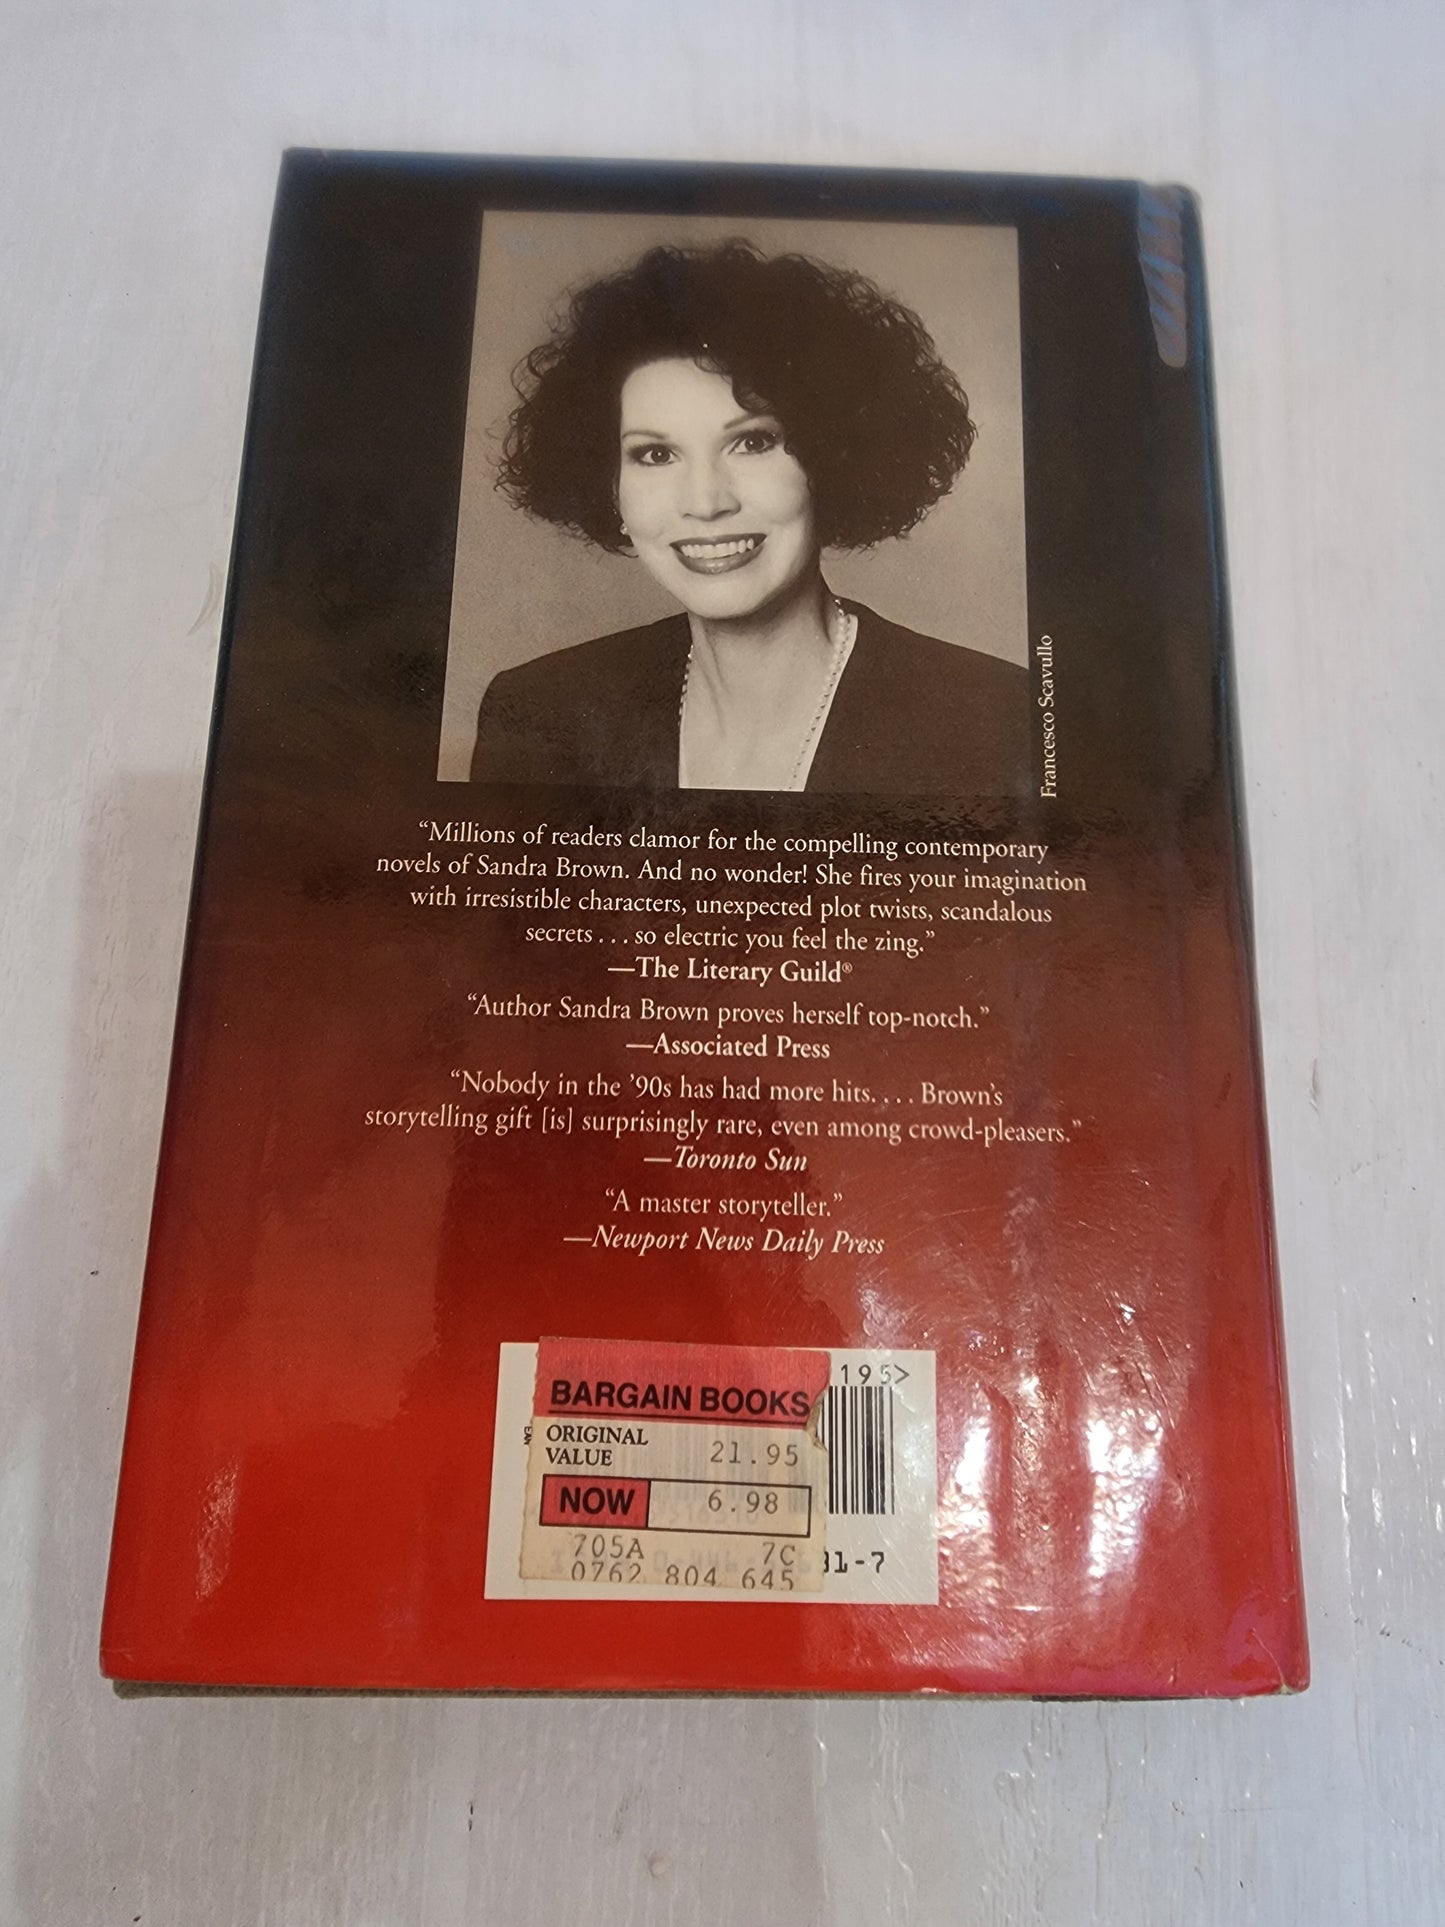 Francesco Scavullo
“Millions of readers clamor for the compelling contemporary
novels of Sandra Brown. And no wonder! She fires your imagination
with irresistible characters, unexpected plot twists, scandalous
secrets . . . so electric you feel the zing.”
—The Literary Guild®
“Author Sandra Brown proves herself top-notch.”
—Associated Press
“Nobody in the ’90s has had more hits. . . . Brown’s
storytelling gift [is] surprisingly rare, even among crowd-pleasers.”
—Toronto Sun
“A master storyteller.”
—Newport News Daily Press
195>
BARGAIN BOOKS
EAN
ORIGINAL
VALUE 21.95
NOW 6.98
705A 7C
0762 804 645
1-7